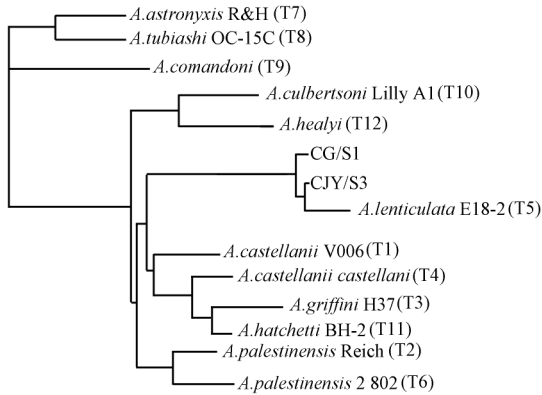 A.astronyxis R&H (T7)
A.tubiashi OC-15C (T8)
A.comandoni (T9)
A.culbertsoni Lilly A1(T10)
A.healyi (T12)
CG/S1
CJY/S3
A.lenticulata E18-2(T5)
A.castellanii V006(T1)
A.castellanii castellani(T4)
A.griffini H37(T3)
A.hatchetti BH-2(T11)
A.palestinensis Reich (T2)
A.palestinensis 2 802(T6)